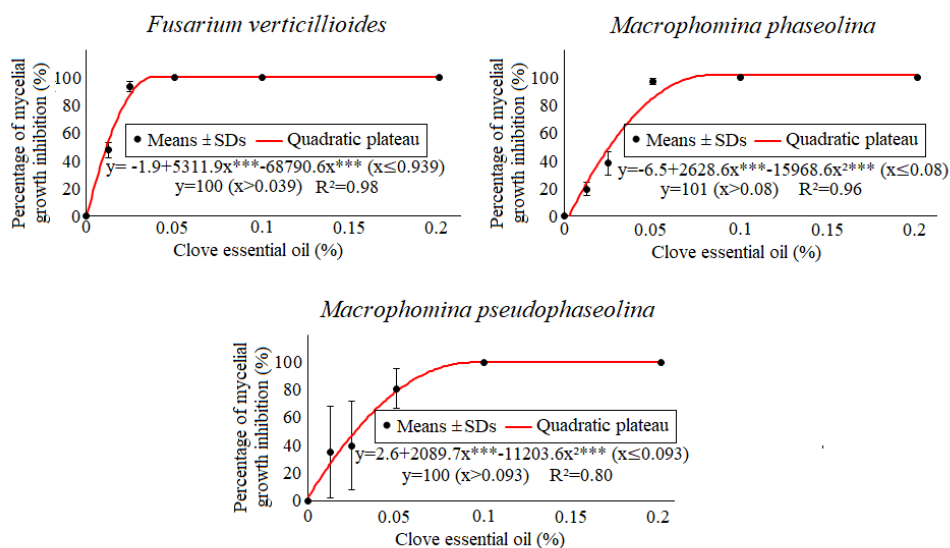 Fusarium verticillioides
Percentage of mycelial
growth inhibition (%)
100
80
60
40
20
0
Means ±SDs
Quadratic plateau
y= -1.9+5311.9x***-68790.6x*** (x≤0.939)
y=100 (x>0.039) R²=0.98
0 0.05 0.1 0.15 0.2
Clove essential oil (%)
Macrophomina phaseolina
Percentage of mycelial
growth inhibition (%)
100
80
60
40
20
0
Means ±SDs
Quadratic plateau
y=-6.5+2628.6x***-15968.6x²*** (x≤0.08)
y=101 (x>0.08) R²=0.96
0 0.05 0.1 0.15 0.2
Clove essential oil (%)
Macrophomina pseudophaseolina
Percentage of mycelial
growth inhibition (%)
100
80
60
40
20
0
Means ±SDs
Quadratic plateau
y=2.6+2089.7x***-11203.6x²*** (x≤0.093)
y=100 (x>0.093) R²=0.80
0 0.05 0.1 0.15 0.2
Clove essential oil (%)